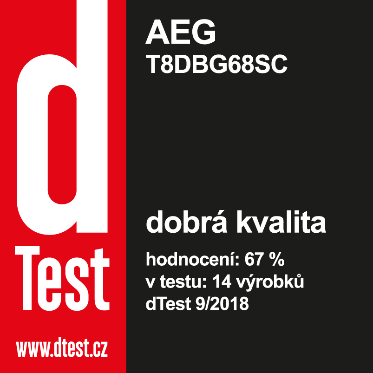 d
Test
www.dtest.cz
AEG
T8DBG68SC
dobrá kvalita
hodnocení: 67 %
v testu: 14 výrobků
dTest 9/2018